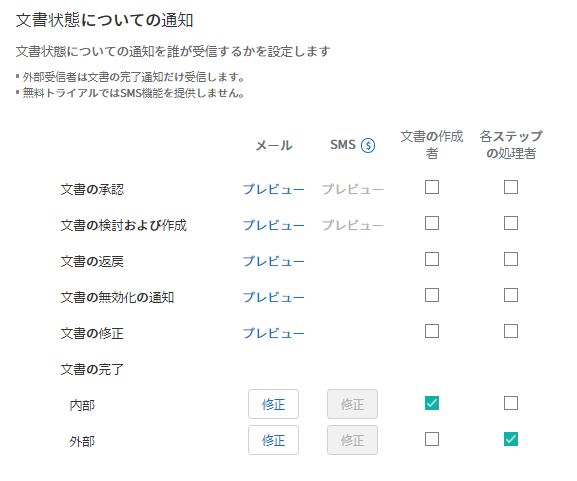 文書状態についての通知
文書状態についての通知を誰が受信するかを設定します
• 外部受信者は文書の完了通知だけ受信します。
• 無料トライアルではSMS機能を提供しません。
メール SMS $ 文書の作成者 各ステップの処理者
文書の承認 プレビュー プレビュー
文書の検討および作成 プレビュー プレビュー
文書の返戻 プレビュー
文書の無効化の通知 プレビュー
文書の修正 プレビュー
文書の完了
内部 修正 修正
外部 修正 修正